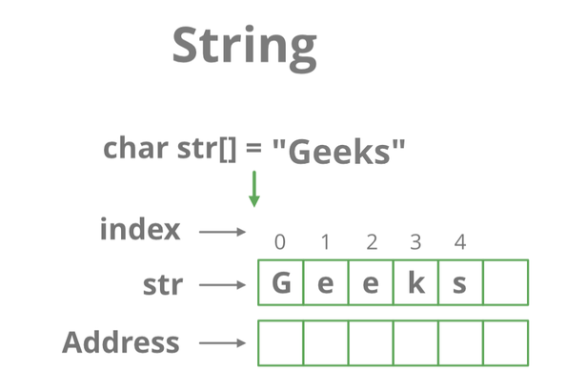 String
char str[] = "Geeks"
index 0 1 2 3 4
str G e e k s
Address